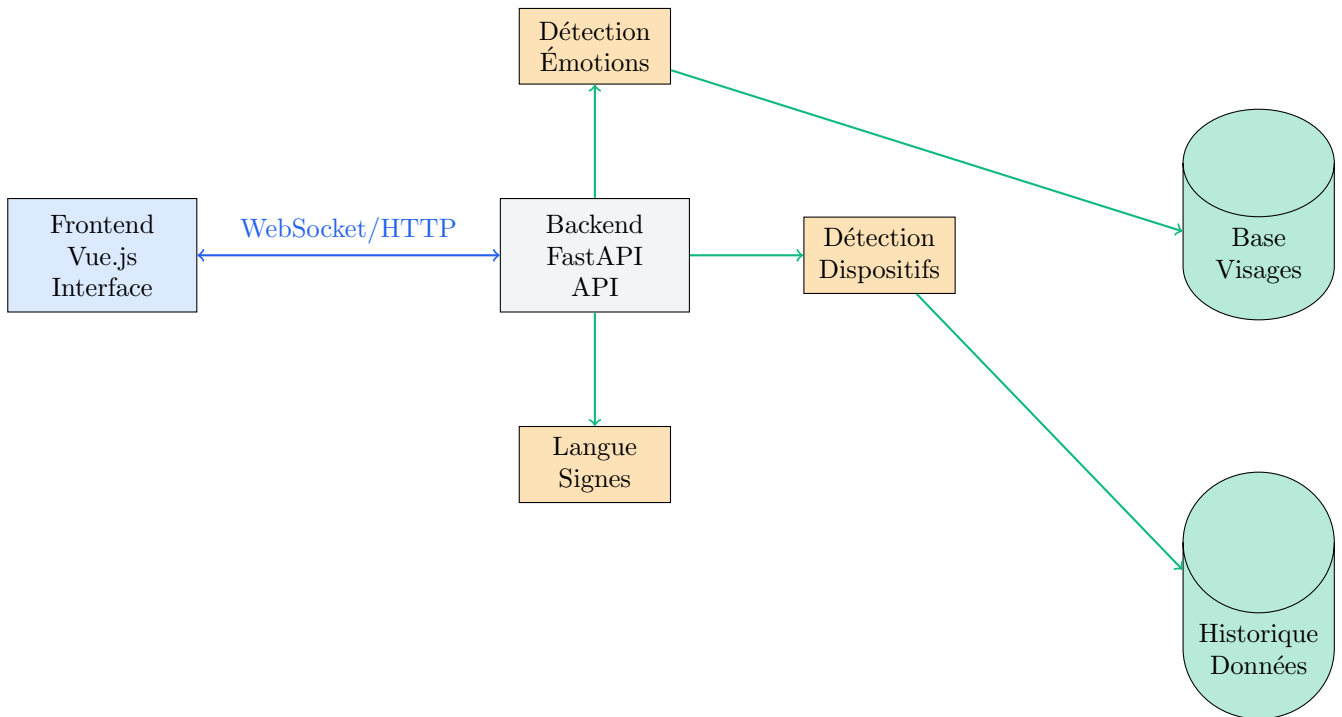 Détection
Émotions
Frontend
Vue.js
Interface
WebSocket/HTTP
Backend
FastAPI
API
Détection
Dispositifs
Base
Visages
Langue
Signes
Historique
Données